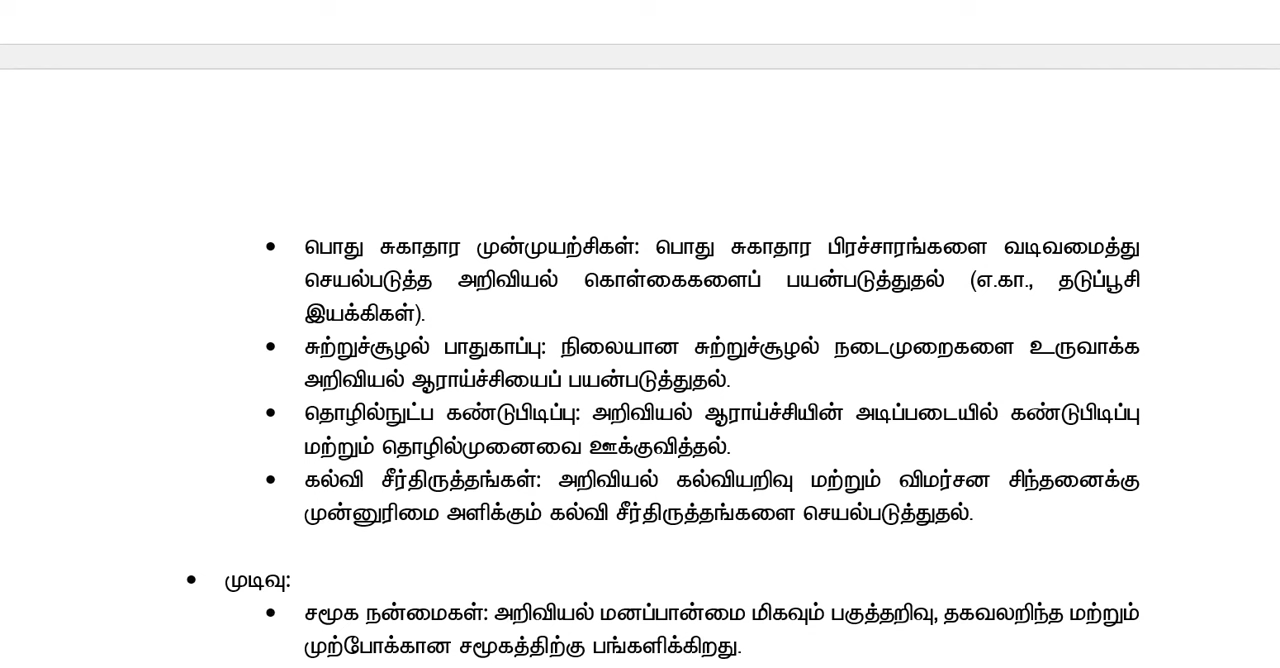 • பொது சுகாதார முன்முயற்சிகள்: பொது சுகாதார பிரச்சாரங்களை வடிவமைத்து
செயல்படுத்த அறிவியல் கொள்கைகளைப் பயன்படுத்துதல் (எ.கா., தடுப்பூசி
இயக்கிகள்).
• சுற்றுச்சூழல் பாதுகாப்பு: நிலையான சுற்றுச்சூழல் நடைமுறைகளை உருவாக்க
அறிவியல் ஆராய்ச்சியைப் பயன்படுத்துதல்.
• தொழில்நுட்ப கண்டுபிடிப்பு: அறிவியல் ஆராய்ச்சியின் அடிப்படையில் கண்டுபிடிப்பு
மற்றும் தொழில்முனைவை ஊக்குவித்தல்.
• கல்வி சீர்திருத்தங்கள்: அறிவியல் கல்வியறிவு மற்றும் விமர்சன சிந்தனைக்கு
முன்னுரிமை அளிக்கும் கல்வி சீர்திருத்தங்களை செயல்படுத்துதல்.
• முடிவு:
• சமூக நன்மைகள்: அறிவியல் மனப்பான்மை மிகவும் பகுத்தறிவு, தகவலறிந்த மற்றும்
முற்போக்கான சமூகத்திற்கு பங்களிக்கிறது.